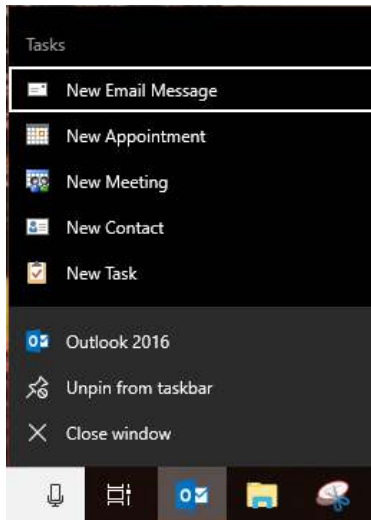 Tasks
New Email Message
New Appointment
New Meeting
New Contact
New Task
Outlook 2016
Unpin from taskbar
Close window